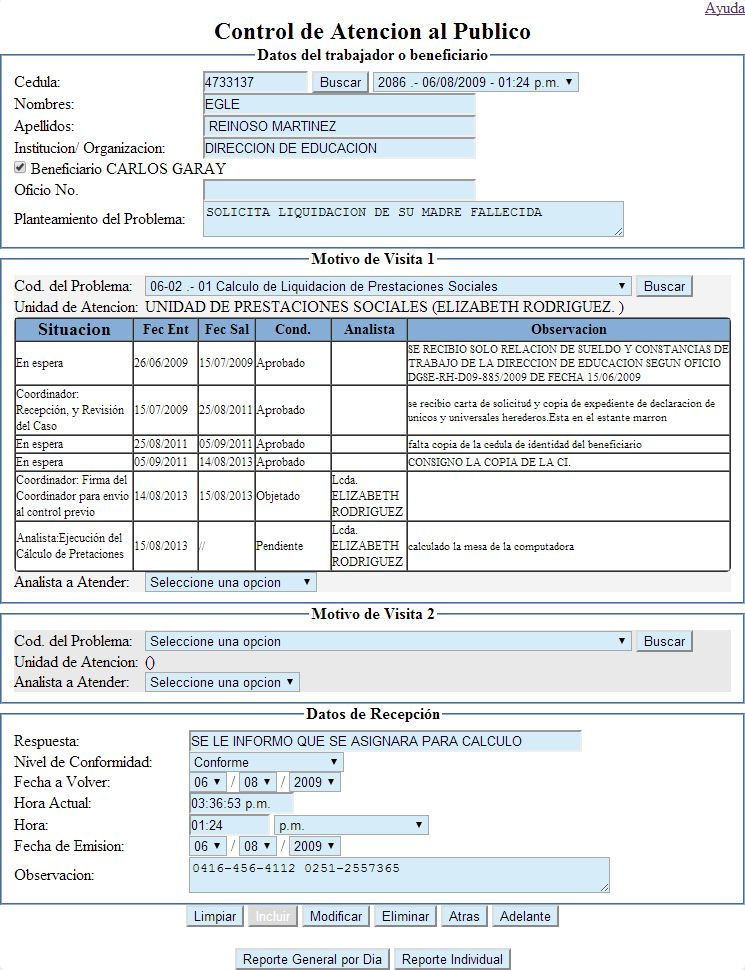 Ayuda
Control de Atencion al Publico
Datos del trabajador o beneficiario
Cedula: 4733137 Buscar 2086 .- 06/08/2009 - 01:24 p.m.
Nombres: EGLE
Apellidos: REINOSO MARTINEZ
Institucion/ Organizacion: DIRECCION DE EDUCACION
Beneficiario CARLOS GARAY
Oficio No.
Planteamiento del Problema: SOLICITA LIQUIDACION DE SU MADRE FALLECIDA
Motivo de Visita 1
Cod. del Problema: 06-02 .- 01 Calculo de Liquidacion de Prestaciones Sociales Buscar
Unidad de Atencion: UNIDAD DE PRESTACIONES SOCIALES (ELIZABETH RODRIGUEZ. )
Situacion Fec Ent Fec Sal Cond. Analista Observacion
En espera 26/06/2009 15/07/2009 Aprobado SE RECIBIO SOLO RELACION DE SUELDO Y CONSTANCIAS DE
TRABAJO DE LA DIRECCION DE EDUCACION SEGUN OFICIO
DGSE-RH-D09-885/2009 DE FECHA 15/06/2009
Coordinador:
Recepción, y Revisión
del Caso 15/07/2009 25/08/2011 Aprobado se recibio carta de solicitud y copia de expediente de declaracion de
unicos y universales herederos.Esta en el estante marron
En espera 25/08/2011 05/09/2011 Aprobado falta copia de la cedula de identidad del beneficiario
En espera 05/09/2011 14/08/2013 Aprobado CONSIGNO LA COPIA DE LA CI.
Coordinador: Firma del
Coordinador para envio
al control previo 14/08/2013 15/08/2013 Objetado Lcda.
ELIZABETH
RODRIGUEZ
Analista:Ejecución del
Cálculo de Pretaciones 15/08/2013 // Pendiente Lcda.
ELIZABETH
RODRIGUEZ calculado la mesa de la computadora
Analista a Atender: Seleccione una opcion
Motivo de Visita 2
Cod. del Problema: Seleccione una opcion Buscar
Unidad de Atencion: ()
Analista a Atender: Seleccione una opcion
Datos de Recepción
Respuesta: SE LE INFORMO QUE SE ASIGNARA PARA CALCULO
Nivel de Conformidad: Conforme
Fecha a Volver: 06 / 08 / 2009
Hora Actual: 03:36:53 p.m.
Hora: 01:24 p.m.
Fecha de Emision: 06 / 08 / 2009
Observacion: 0416-456-4112 0251-2557365
Limpiar Incluir Modificar Eliminar Atras Adelante
Reporte General por Dia Reporte Individual